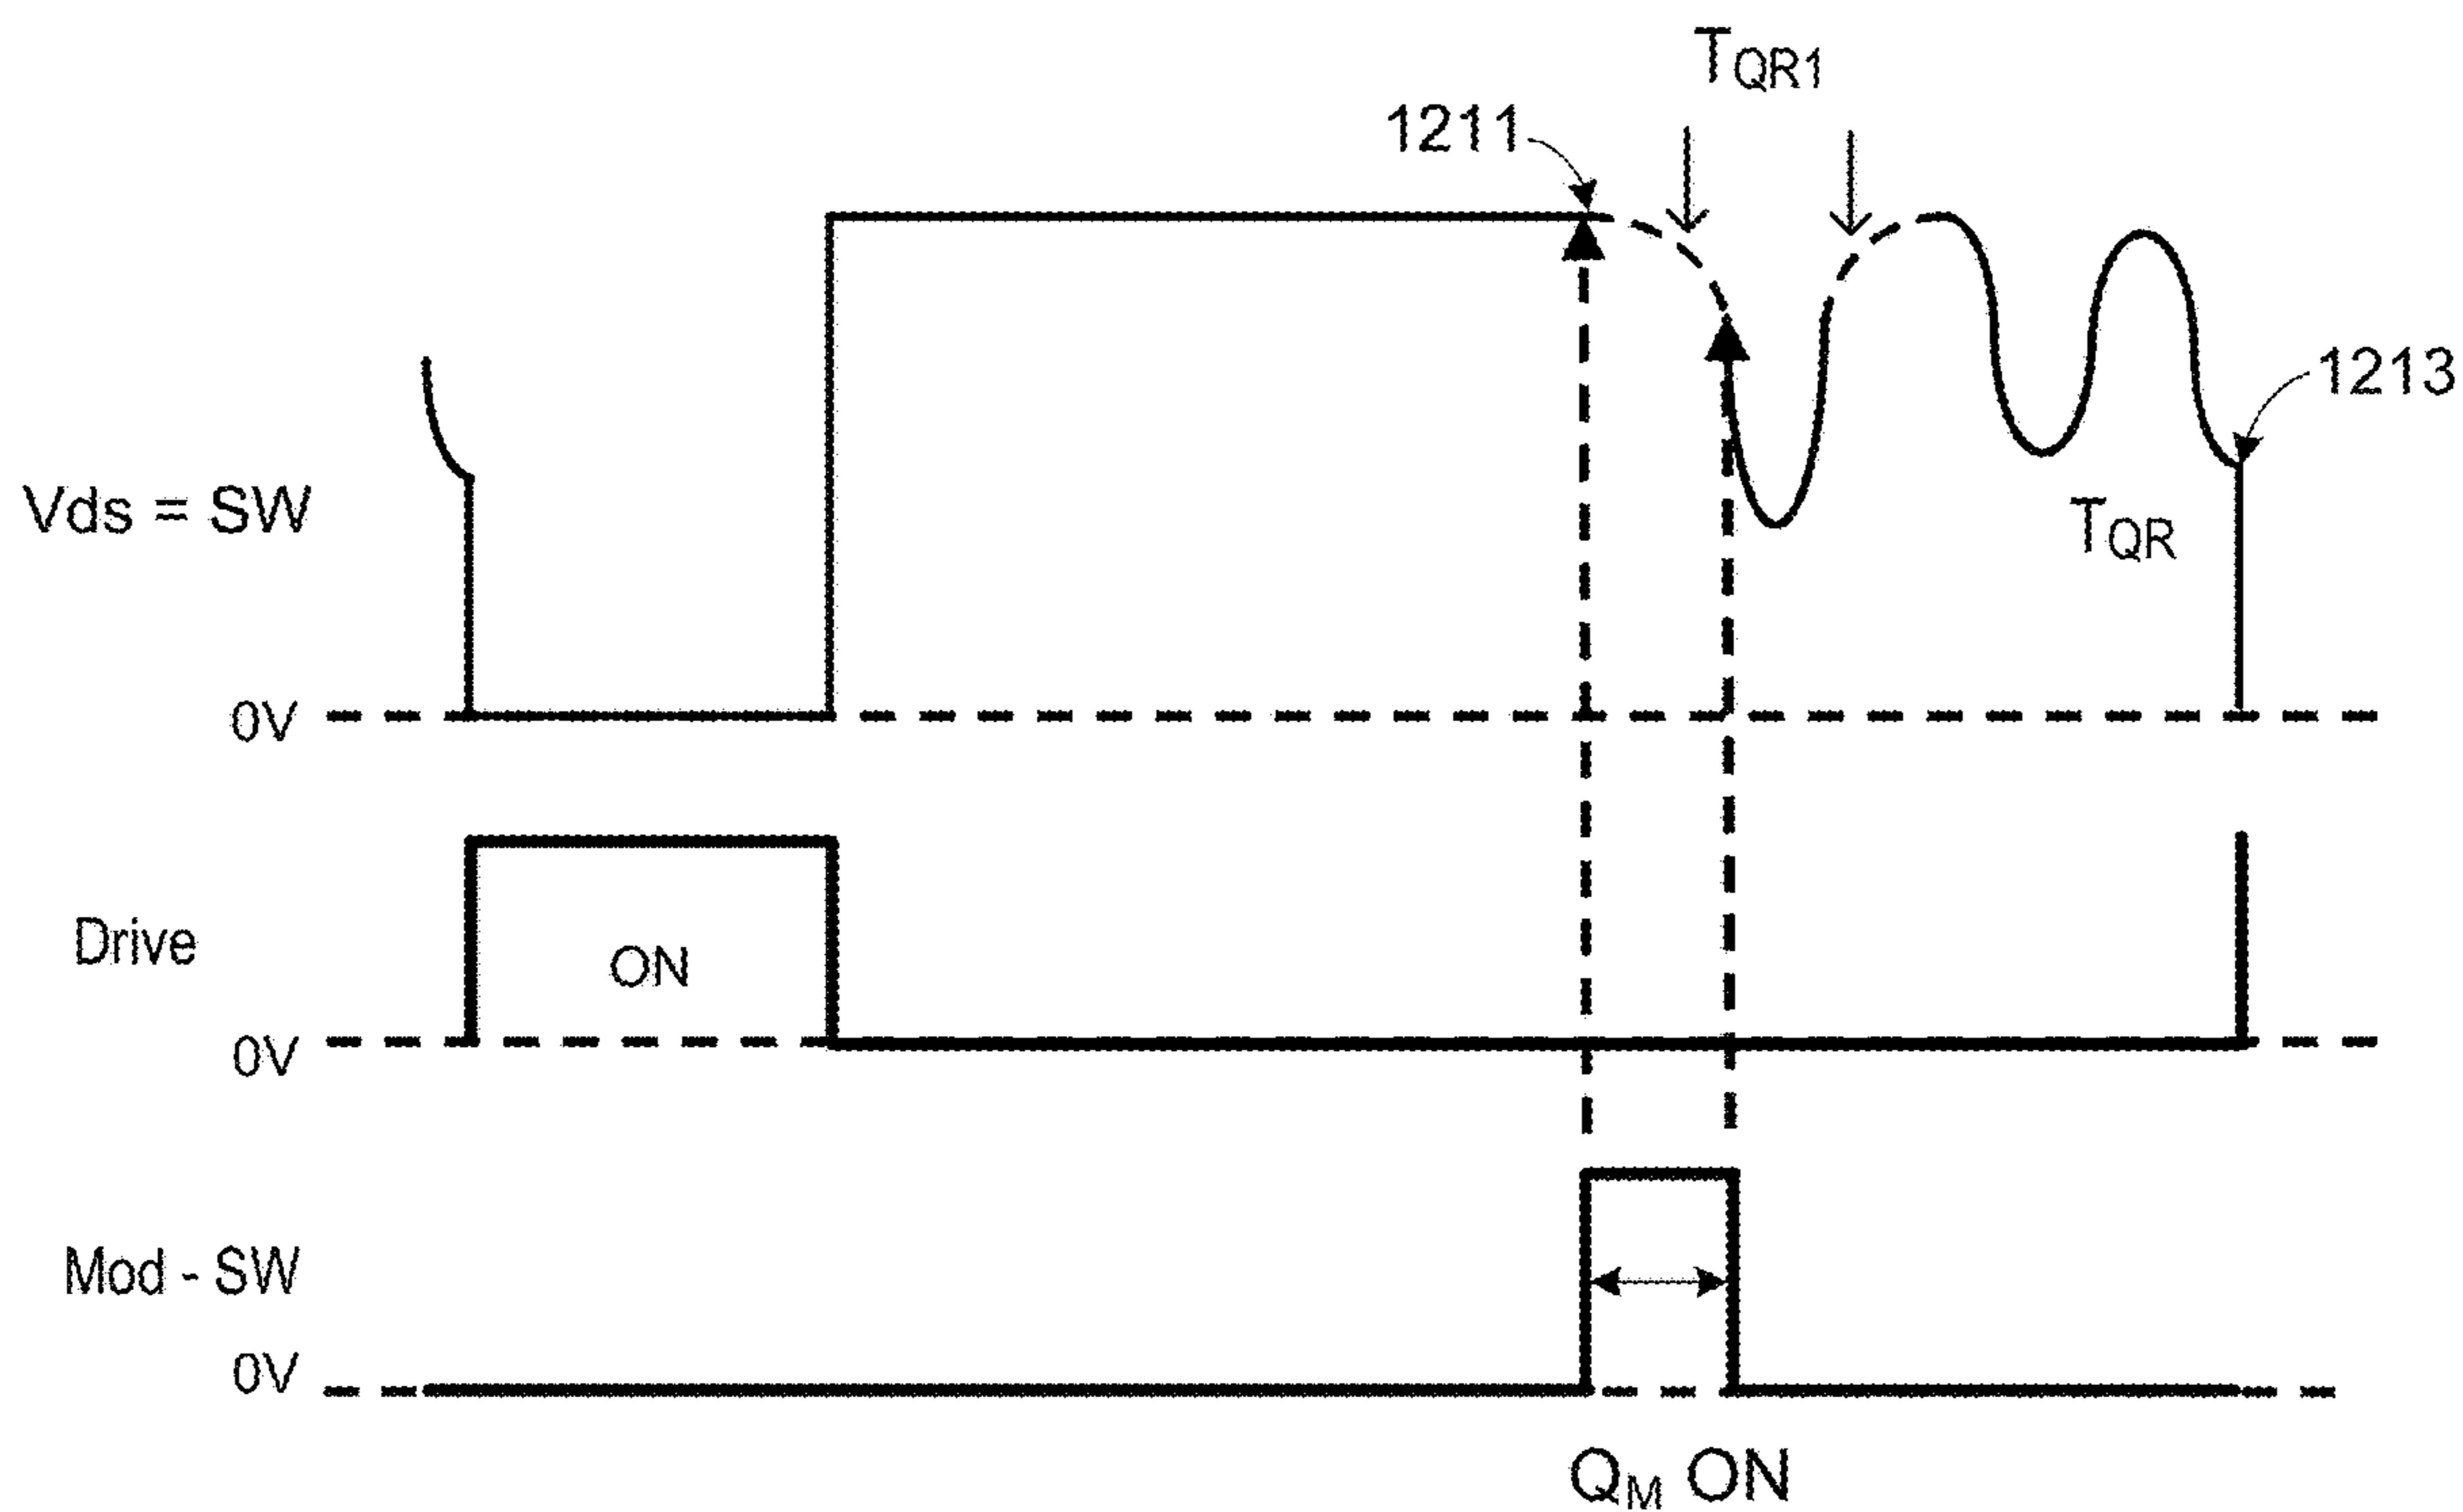 TQR1
1211
1213
Vds = SW
TQR
0V
Drive
ON
0V
Mod - SW
0V
QM ON